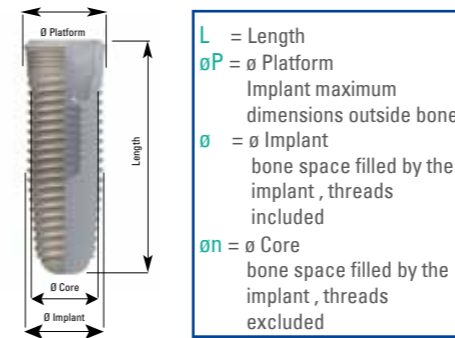 Ø Platform
Length
Ø Core
Ø Implant
L = Length
øP = ø Platform
Implant maximum
dimensions outside bone
ø = ø Implant
bone space filled by the
implant , threads
included
øn = ø Core
bone space filled by the
implant , threads
excluded